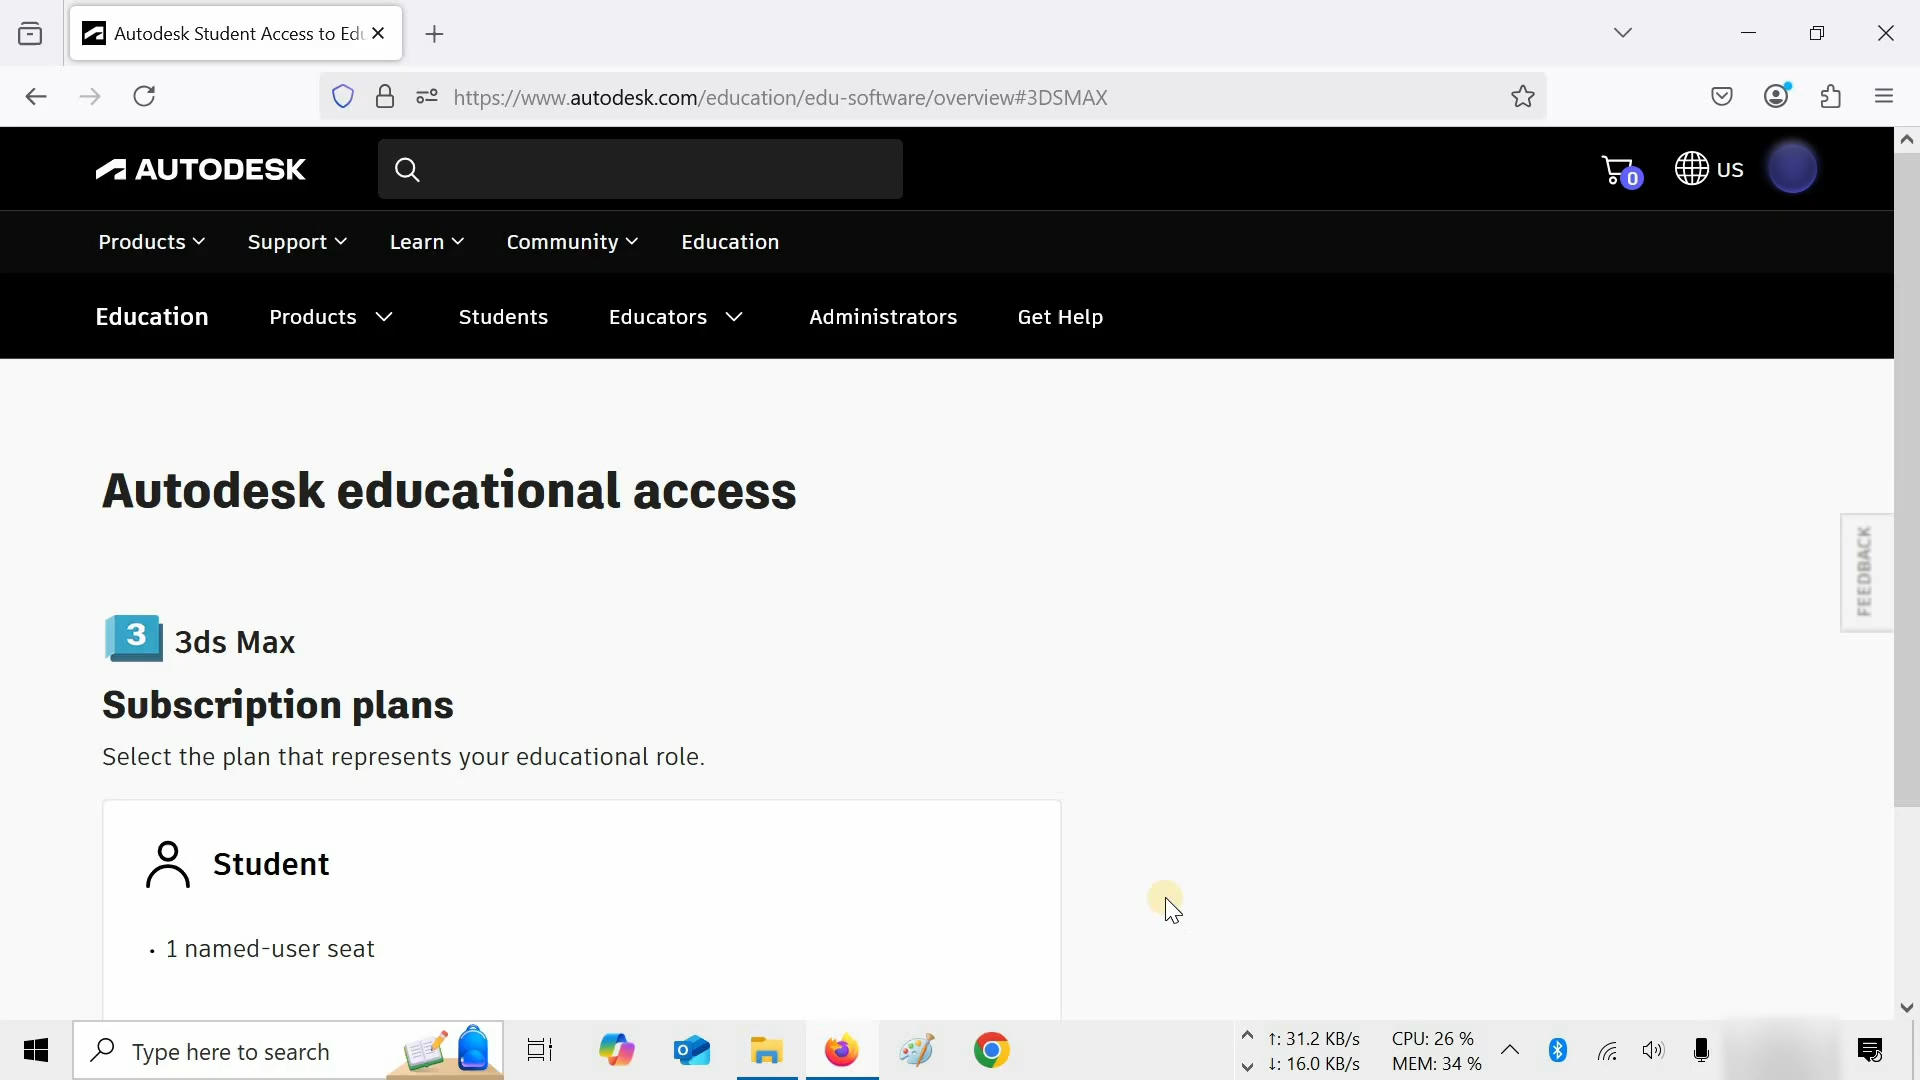 Autodesk Student Access to Edu
https://www.autodesk.com/education/edu-software/overview#3DSMAX
AUTODESK
0
US
Products
Support
Learn
Community
Education
Education
Products
Students
Educators
Administrators
Get Help
Autodesk educational access
FEEDBACK
3
3ds Max
Subscription plans
Select the plan that represents your educational role.
Student
• 1 named-user seat
Type here to search
↑: 31.2 KB/s
↓: 16.0 KB/s
CPU: 26 %
MEM: 34 %